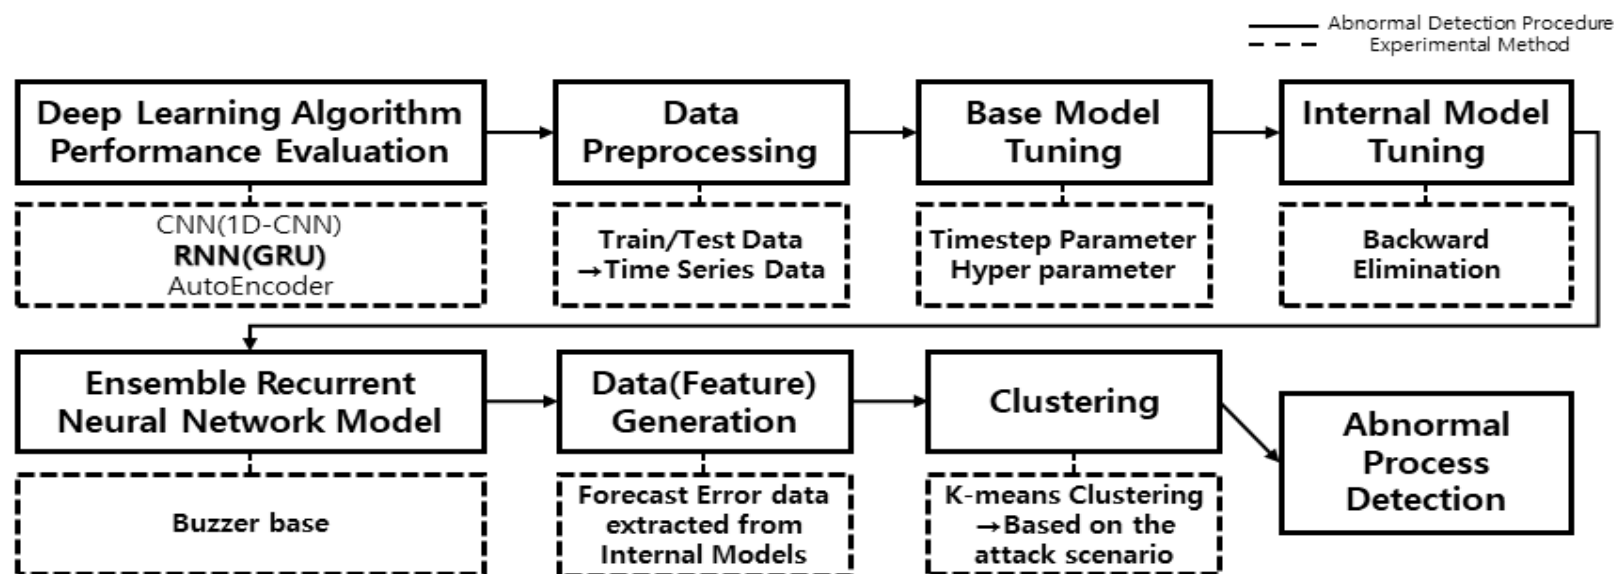 Abnormal Detection Procedure
Experimental Method
Deep Learning Algorithm
Performance Evaluation
CNN(1D-CNN)
RNN(GRU)
AutoEncoder
Data
Preprocessing
Train/Test Data
→Time Series Data
Base Model
Tuning
Timestep Parameter
Hyper parameter
Internal Model
Tuning
Backward
Elimination
Ensemble Recurrent
Neural Network Model
Buzzer base
Data(Feature)
Generation
Forecast Error data
extracted from
Internal Models
Clustering
K-means Clustering
→Based on the
attack scenario
Abnormal
Process
Detection